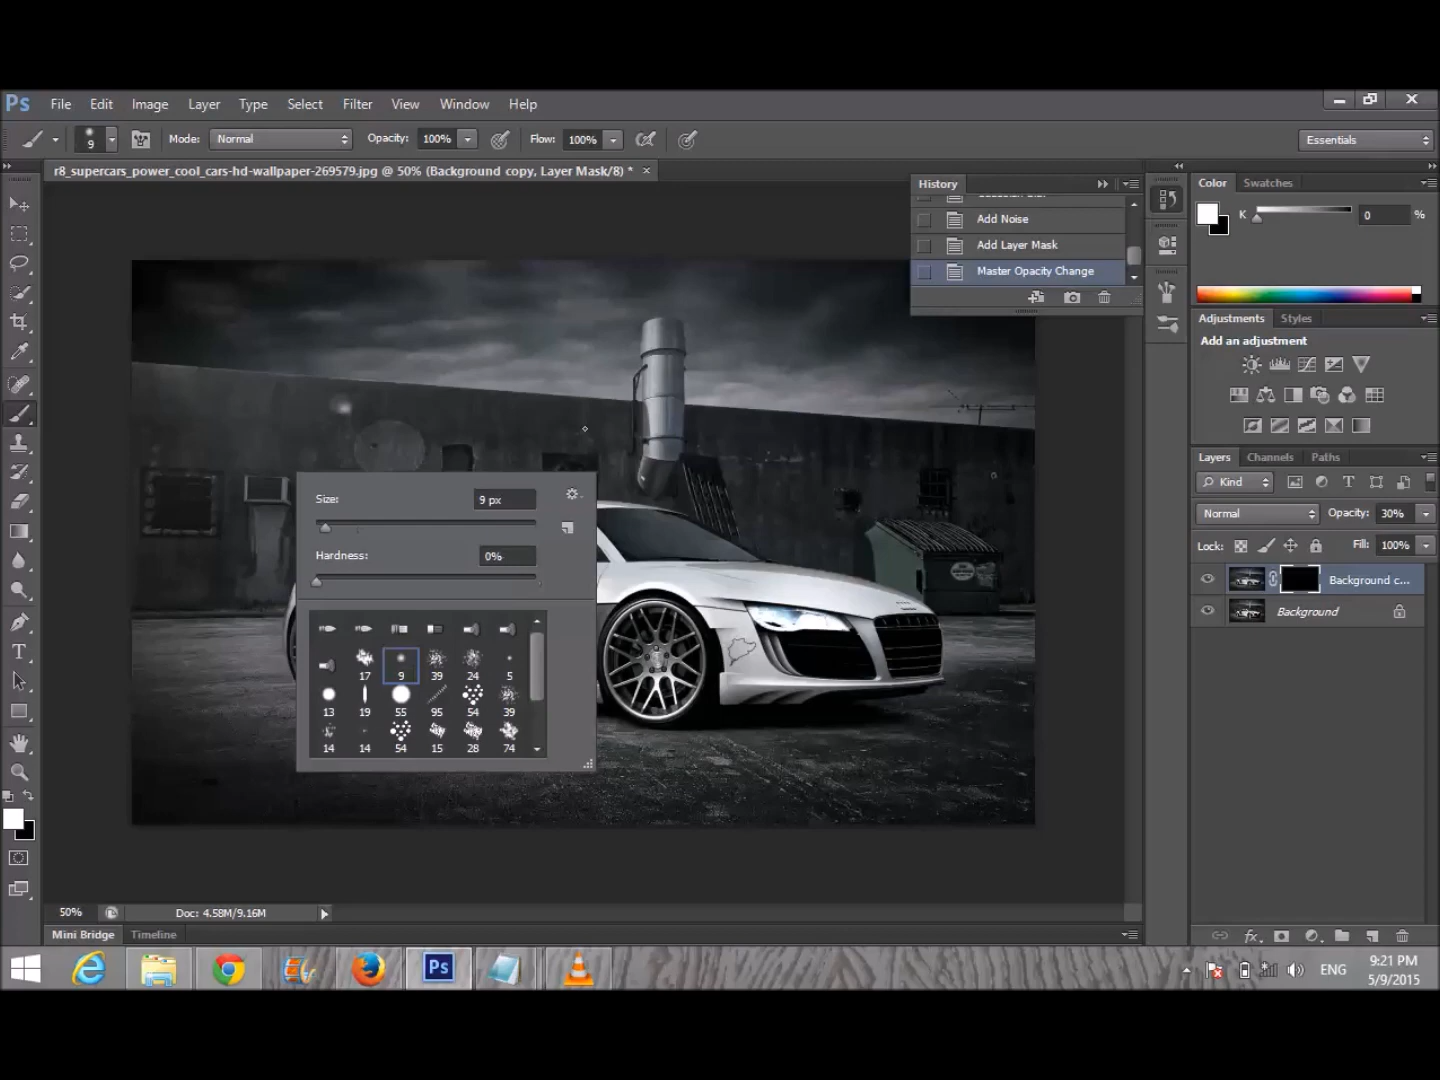 Ps File Edit Image Layer Type Select Filter View Window Help
9 Mode: Normal Opacity: 100% Flow: 100% Essentials
r8_supercars_power_cool_cars-hd-wallpaper-269579.jpg @ 50% (Background copy, Layer Mask/8) *
History
Add Noise
Add Layer Mask
Master Opacity Change
Color Swatches
K 0 %
Adjustments Styles
Add an adjustment
Layers Channels Paths
Kind
Normal Opacity: 30%
Lock: Fill: 100%
Background c...
Background
Size: 9 px
Hardness: 0%
17 9 39 24 5
13 19 55 95 54 39
14 14 54 15 28 74
50% Doc: 4.58M/9.16M
Mini Bridge Timeline
Ps ENG 9:21 PM
5/9/2015